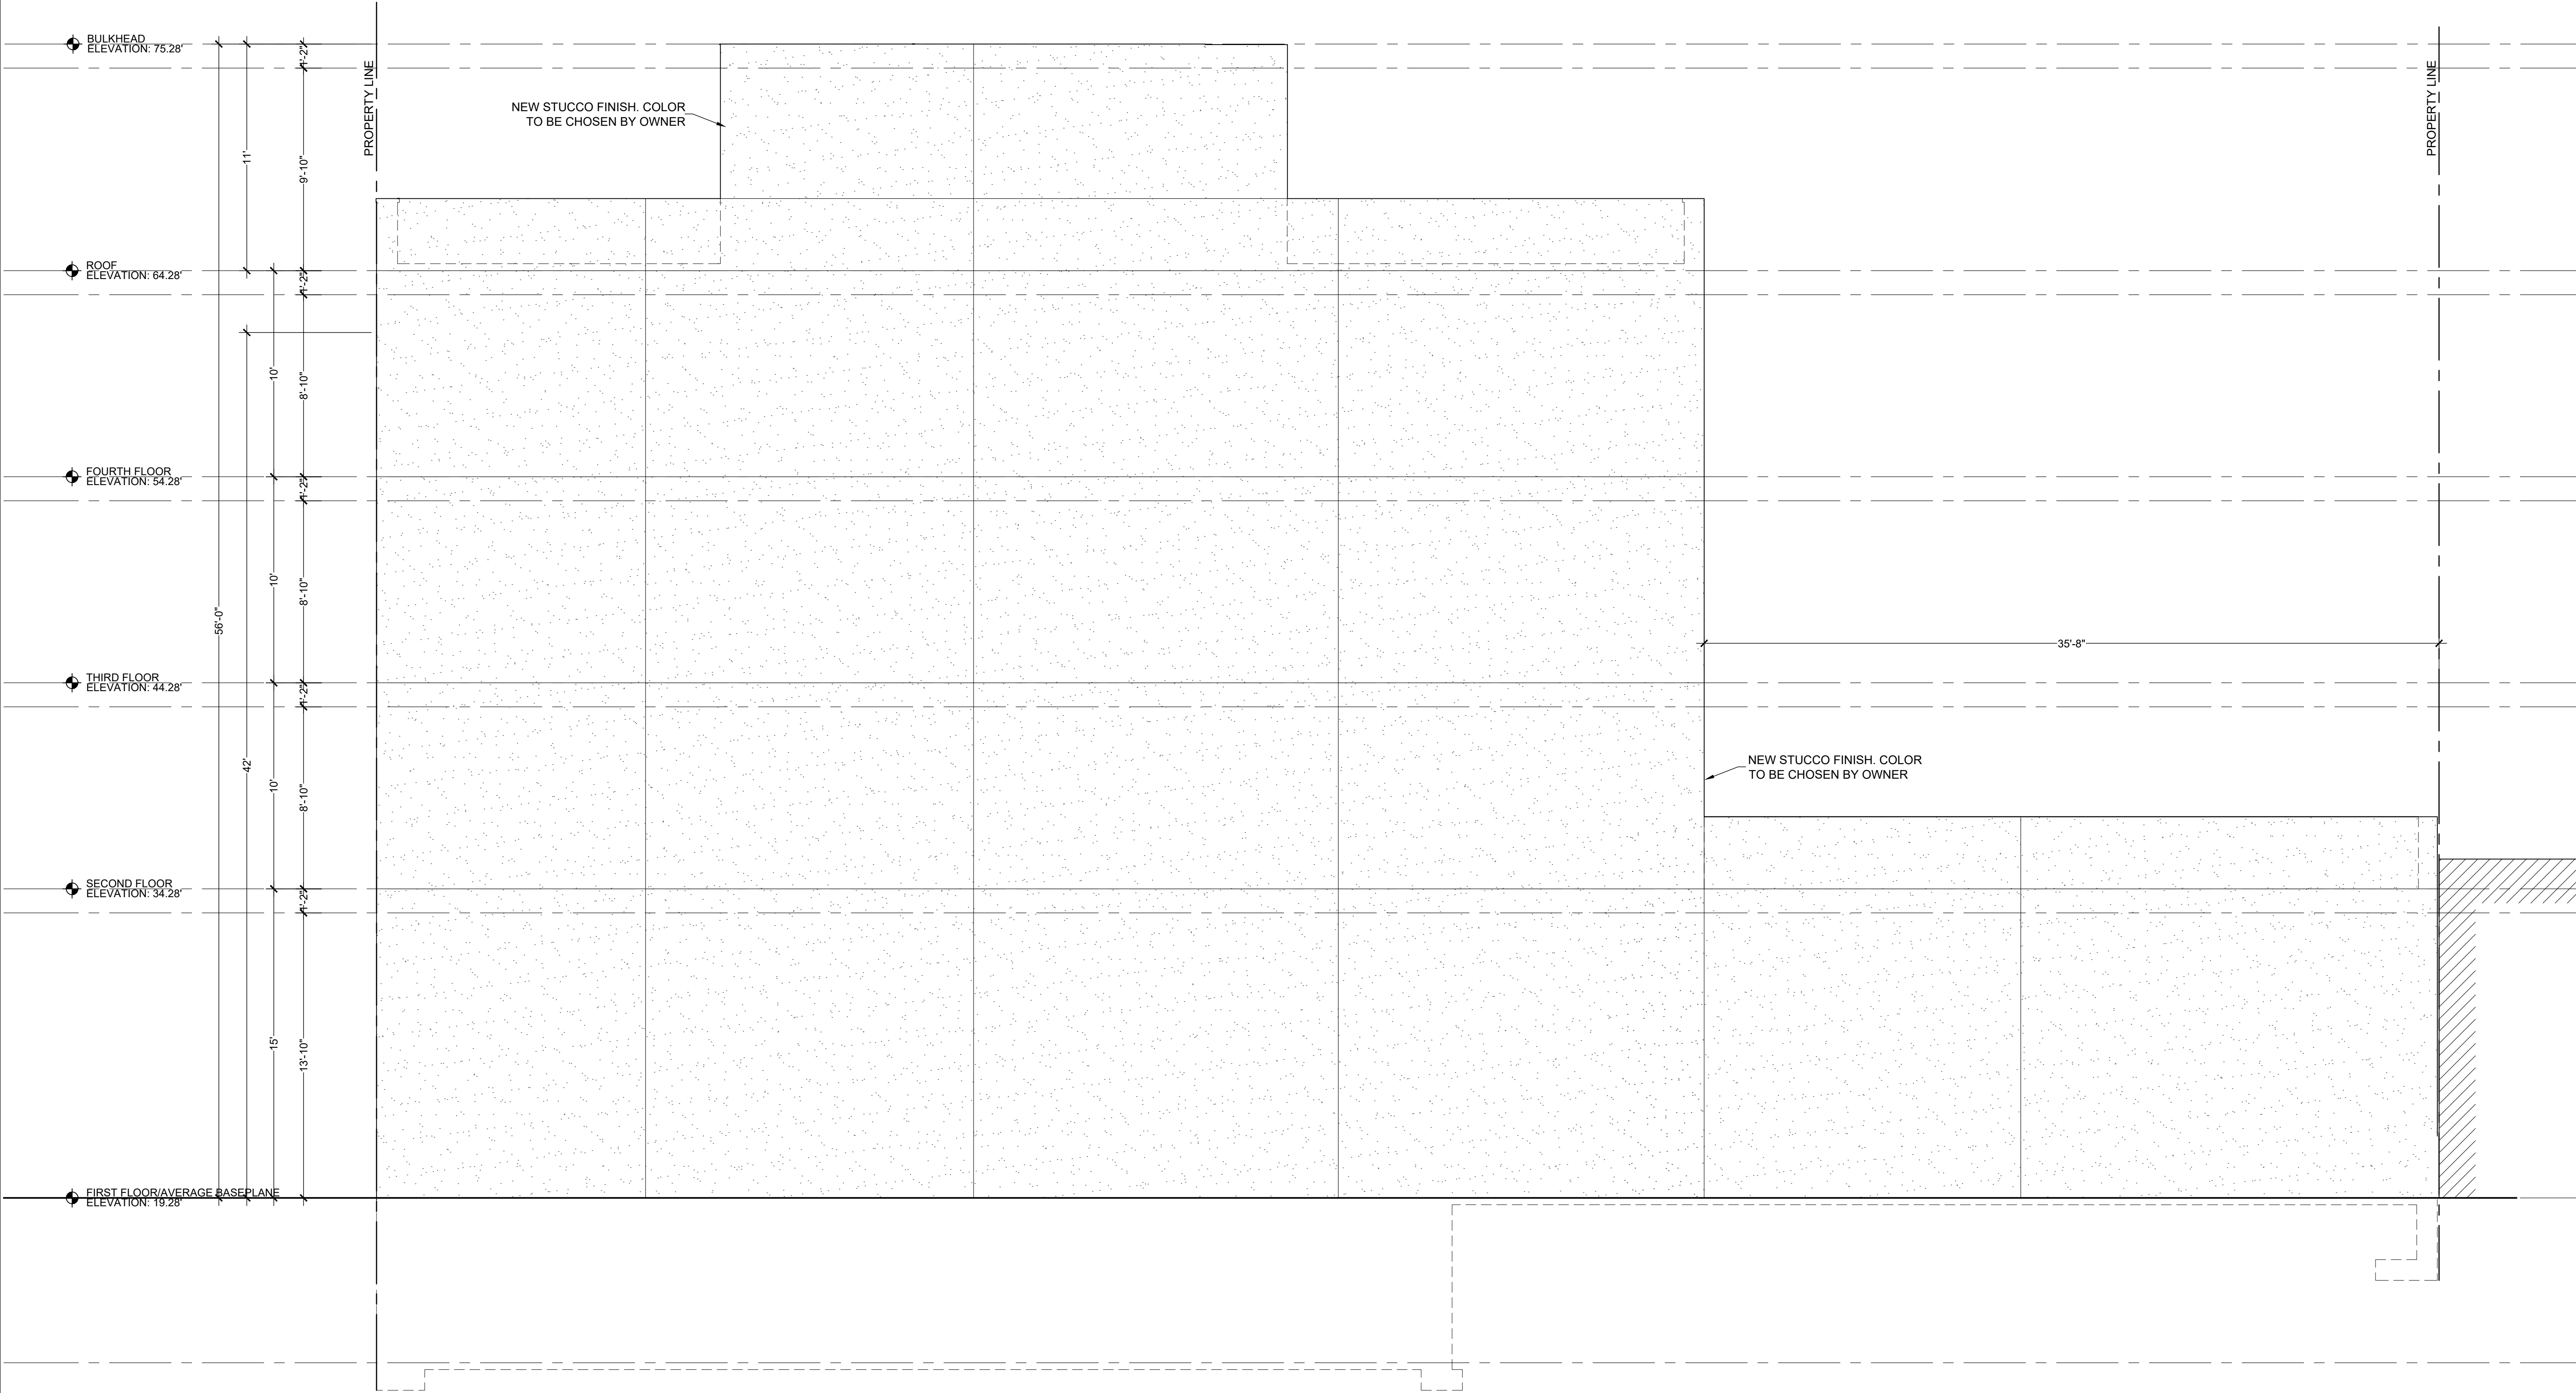 BULKHEAD
ELEVATION: 75.28'
1'-2"
PROPERTY LINE
PROPERTY LINE
NEW STUCCO FINISH. COLOR
TO BE CHOSEN BY OWNER
11'
9'-10"
ROOF
ELEVATION: 64.28'
1'-2"
10'
8'-10"
FOURTH FLOOR
ELEVATION: 54.28'
1'-2"
10'
8'-10"
56'-0"
35'-8"
THIRD FLOOR
ELEVATION: 44.28'
1'-2"
42'
10'
8'-10"
NEW STUCCO FINISH. COLOR
TO BE CHOSEN BY OWNER
SECOND FLOOR
ELEVATION: 34.28'
1'-2"
15'
13'-10"
FIRST FLOOR/AVERAGE BASEPLANE
ELEVATION: 19.28'